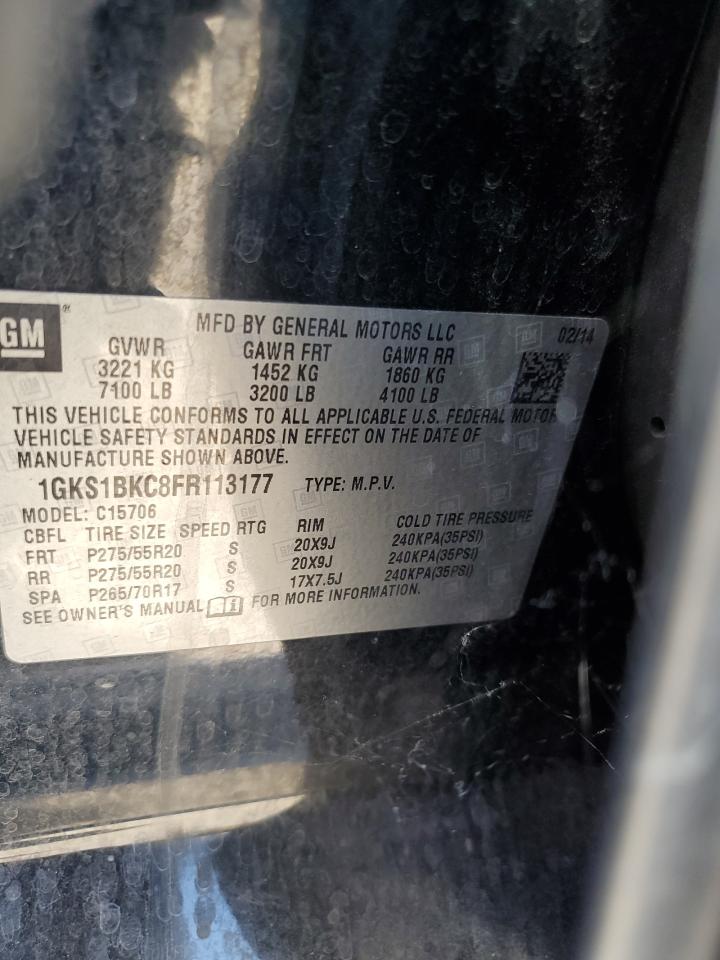 GM
MFD BY GENERAL MOTORS LLC 02/14
GVWR GAWR FRT GAWR RR
3221 KG 1452 KG 1860 KG
7100 LB 3200 LB 4100 LB
THIS VEHICLE CONFORMS TO ALL APPLICABLE U.S. FEDERAL MOTOR
VEHICLE SAFETY STANDARDS IN EFFECT ON THE DATE OF
MANUFACTURE SHOWN ABOVE.
1GKS1BKC8FR113177 TYPE: M.P.V.
MODEL: C15706
CBFL TIRE SIZE SPEED RTG RIM COLD TIRE PRESSURE
FRT P275/55R20 S 20X9J 240KPA(35PSI)
RR P275/55R20 S 20X9J 240KPA(35PSI)
SPA P265/70R17 S 17X7.5J 240KPA(35PSI)
SEE OWNER'S MANUAL FOR MORE INFORMATION.